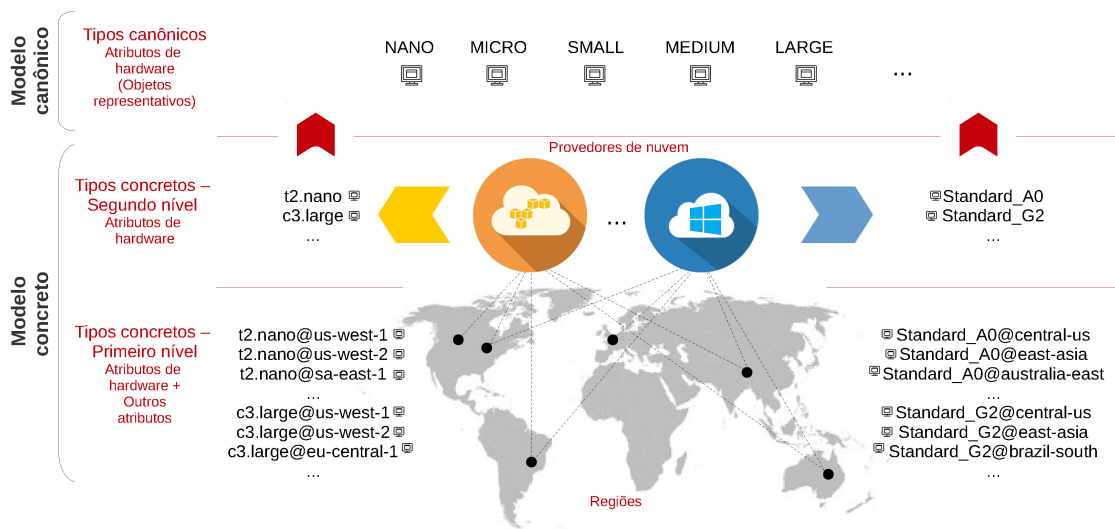 Modelo
canônico
Tipos canônicos
Atributos de
hardware
(Objetos
representativos)
NANO
MICRO
SMALL
MEDIUM
LARGE
...
Provedores de nuvem
Modelo
concreto
Tipos concretos –
Segundo nível
Atributos de
hardware
t2.nano
c3.large
...
...
Standard_A0
Standard_G2
...
Tipos concretos –
Primeiro nível
Atributos de
hardware +
Outros
atributos
t2.nano@us-west-1
t2.nano@us-west-2
t2.nano@sa-east-1
...
c3.large@us-west-1
c3.large@us-west-2
c3.large@eu-central-1
...
Standard_A0@central-us
Standard_A0@east-asia
Standard_A0@australia-east
...
Standard_G2@central-us
Standard_G2@east-asia
Standard_G2@brazil-south
...
Regiões